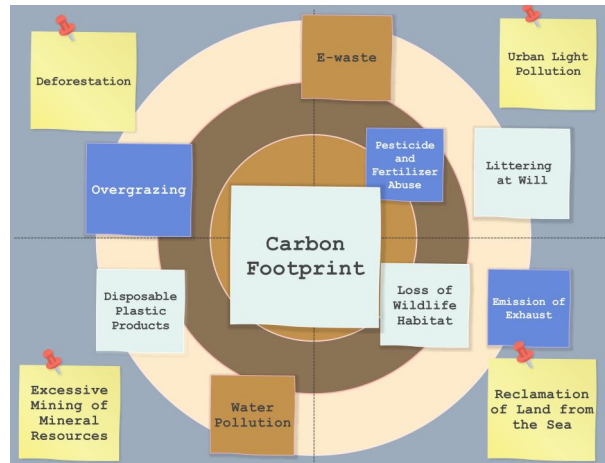 E-waste
Urban Light
Pollution
Deforestation
Pesticide
and
Fertilizer
Abuse
Littering
at Will
Overgrazing
Carbon
Footprint
Disposable
Plastic
Products
Loss of
Wildlife
Habitat
Emission of
Exhaust
Excessive
Mining of
Mineral
Resources
Water
Pollution
Reclamation
of Land from
the Sea